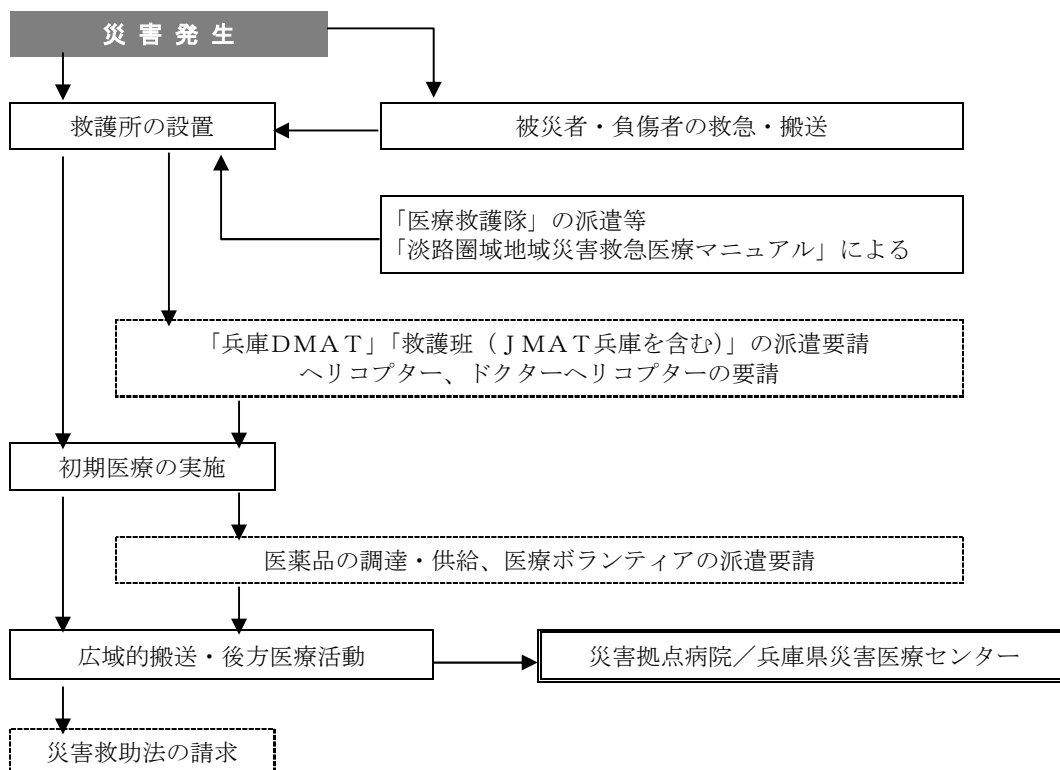 災害発生
救護所の設置
被災者・負傷者の救急・搬送
「医療救護隊」の派遣等
「淡路圏域地域災害救急医療マニュアル」による
「兵庫DMAT」「救護班（JMAT兵庫を含む）」の派遣要請
ヘリコプター、ドクターヘリコプターの要請
初期医療の実施
医薬品の調達・供給、医療ボランティアの派遣要請
広域的搬送・後方医療活動
災害拠点病院／兵庫県災害医療センター
災害救助法の請求